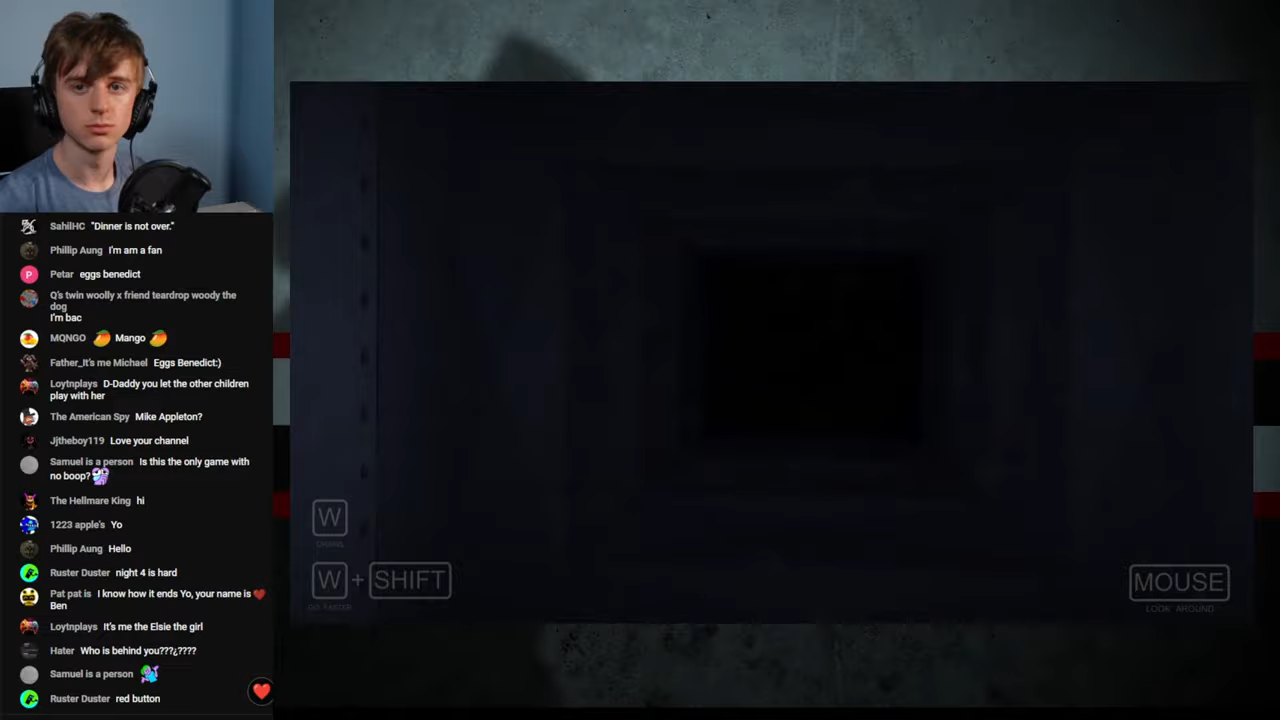 SahilHC "Dinner is not over."
Phillip Aung I'm am a fan
Petar eggs benedict
Q's twin woolly x friend teardrop woody the
dog
I'm bac
MQNGO 🥭 Mango 🥭
Father_It's me Michael Eggs Benedict:)
Loytnplays D-Daddy you let the other children
play with her
The American Spy Mike Appleton?
Jjtheboy119 Love your channel
Samuel is a person Is this the only game with
no boop?
The Hellmare King hi
1223 apple's Yo
Phillip Aung Hello
Ruster Duster night 4 is hard
Pat pat is I know how it ends Yo, your name is ❤️
Ben
Loytnplays It's me the Elsie the girl
Hater Who is behind you???¿????
Samuel is a person
Ruster Duster red button
P
W
CRAWL
W + SHIFT
GO FASTER
MOUSE
LOOK AROUND